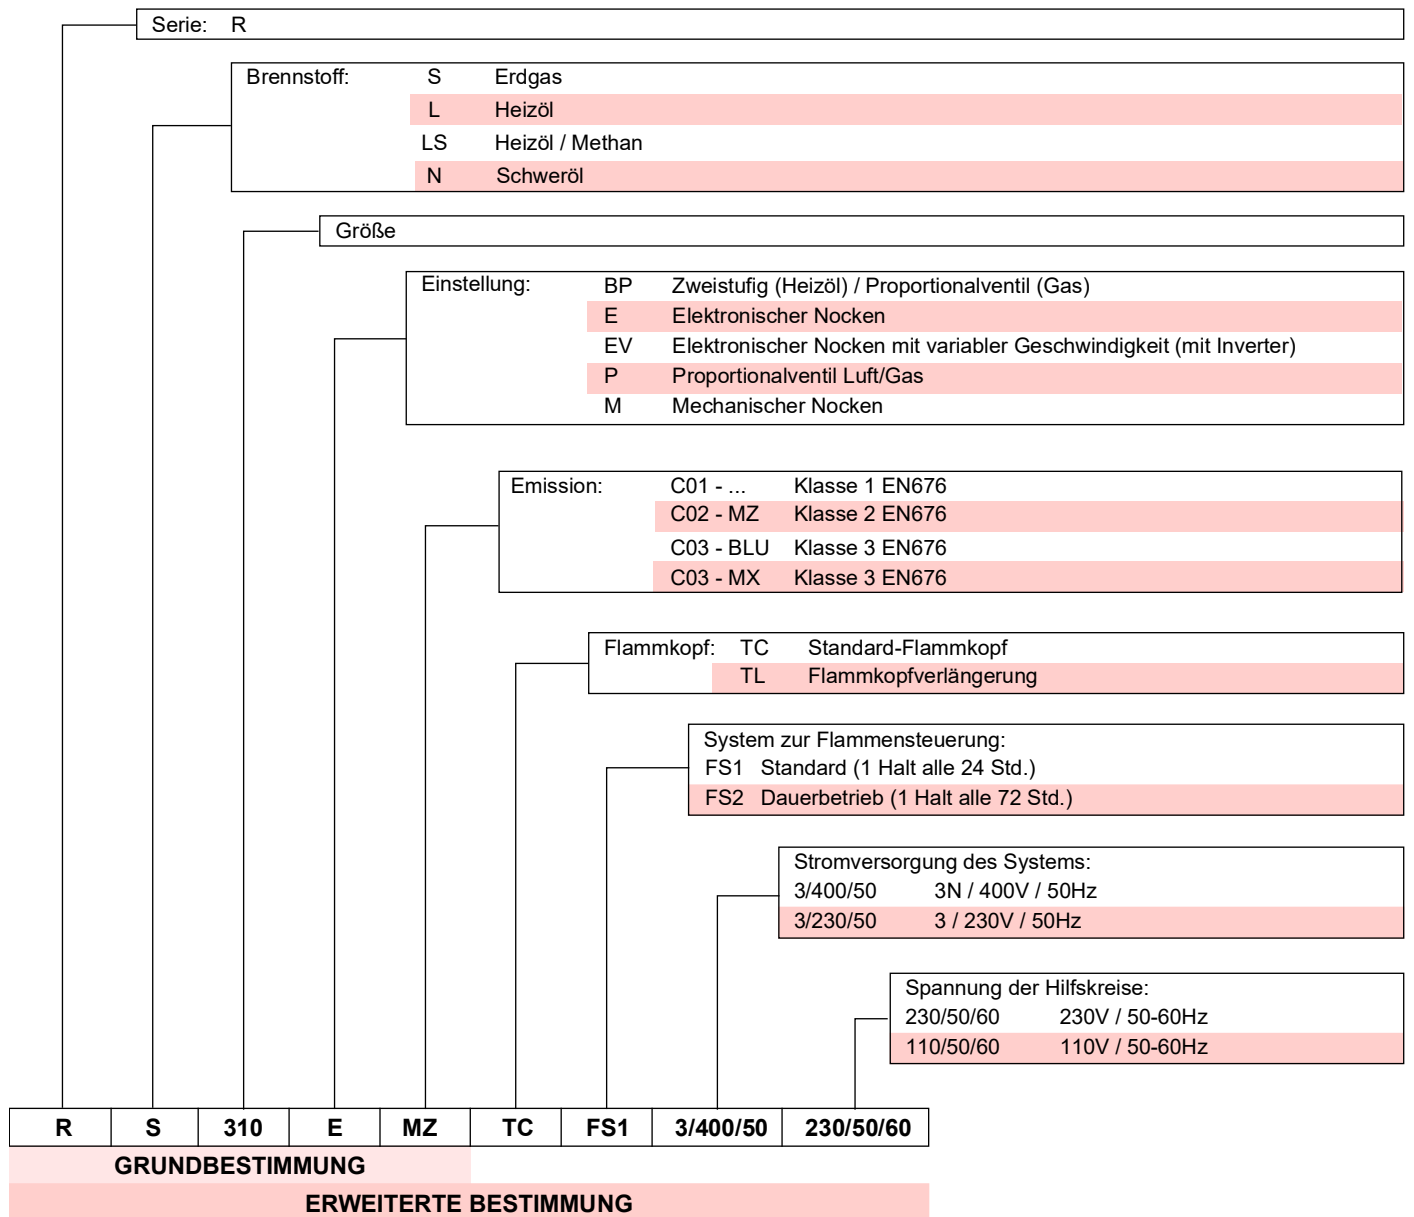 Serie: R
Brennstoff: S Erdgas
L Heizöl
LS Heizöl / Methan
N Schweröl
Größe
Einstellung: BP Zweistufig (Heizöl) / Proportionalventil (Gas)
E Elektronischer Nocken
EV Elektronischer Nocken mit variabler Geschwindigkeit (mit Inverter)
P Proportionalventil Luft/Gas
M Mechanischer Nocken
Emission: C01 - ... Klasse 1 EN676
C02 - MZ Klasse 2 EN676
C03 - BLU Klasse 3 EN676
C03 - MX Klasse 3 EN676
Flammkopf: TC Standard-Flammkopf
TL Flammkopfverlängerung
System zur Flammensteuerung:
FS1 Standard (1 Halt alle 24 Std.)
FS2 Dauerbetrieb (1 Halt alle 72 Std.)
Stromversorgung des Systems:
3/400/50 3N / 400V / 50Hz
3/230/50 3 / 230V / 50Hz
Spannung der Hilfskreise:
230/50/60 230V / 50-60Hz
110/50/60 110V / 50-60Hz
R S 310 E MZ TC FS1 3/400/50 230/50/60
GRUNDBESTIMMUNG
ERWEITERTE BESTIMMUNG